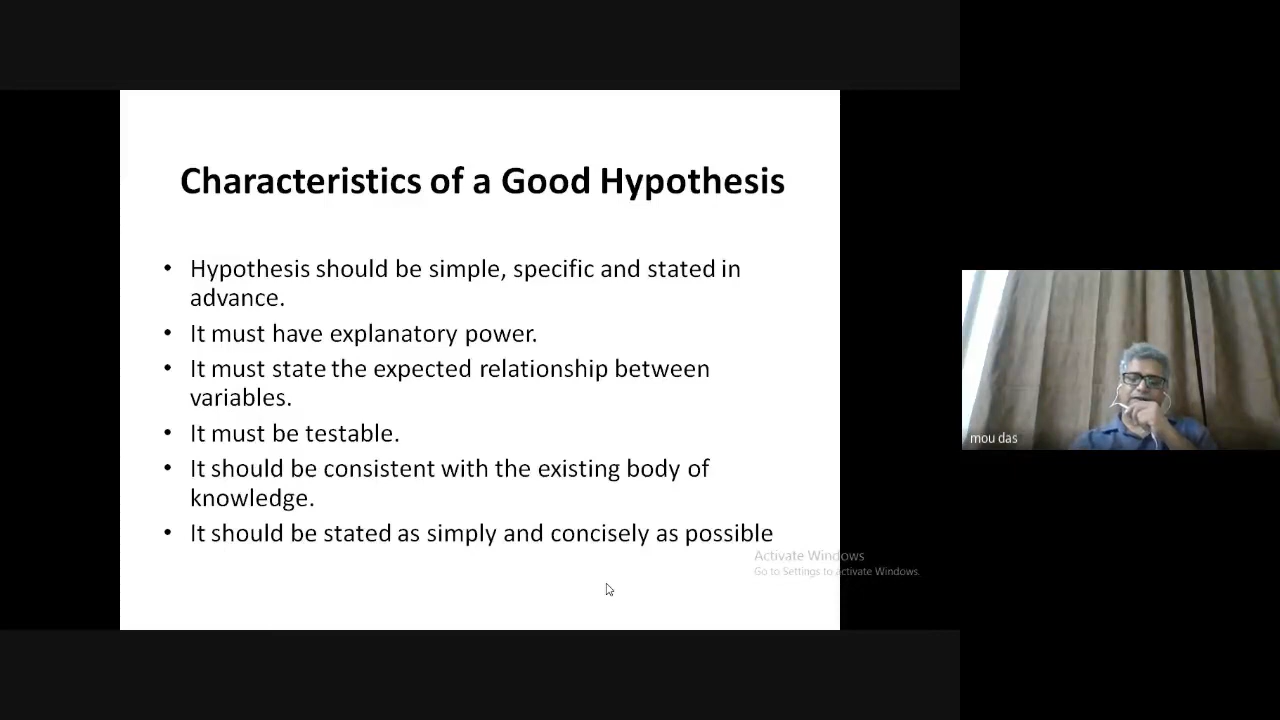 Characteristics of a Good Hypothesis
• Hypothesis should be simple, specific and stated in
advance.
• It must have explanatory power.
• It must state the expected relationship between
variables.
• It must be testable.
• It should be consistent with the existing body of
knowledge.
• It should be stated as simply and concisely as possible
Activate Windows
Go to Settings to activate Windows.
mou das